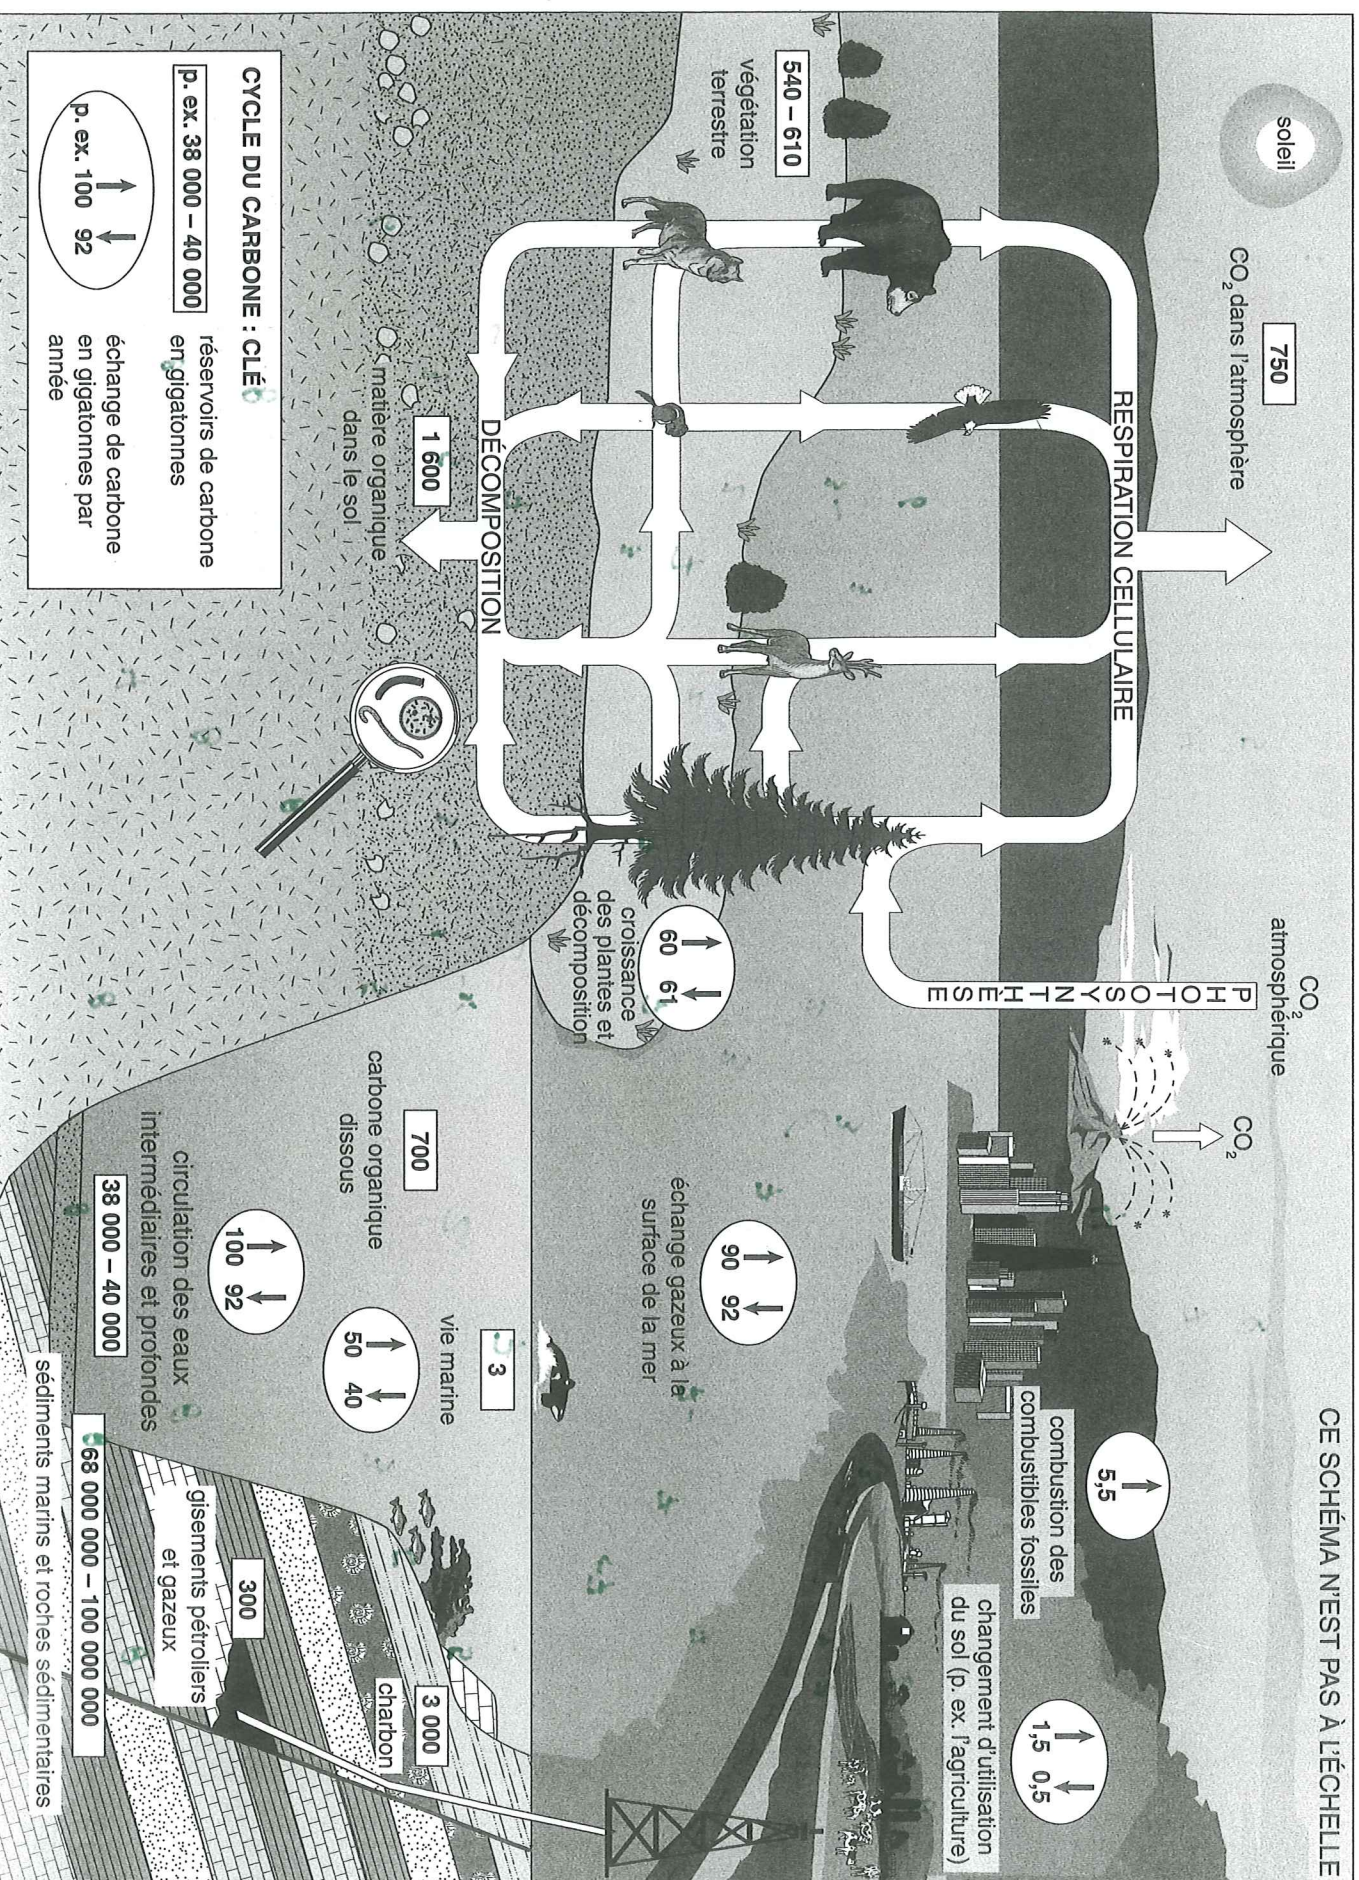 CE SCHÉMA N'EST PAS À L'ÉCHELLE
soleil
750
CO₂ dans l'atmosphère
CO₂
atmosphérique
CO₂
PHOTOSYNTHÈSE
RESPIRATION CELLULAIRE
5,5
combustion des
combustibles fossiles
1,5 0,5
changement d'utilisation
du sol (p. ex. l'agriculture)
540 – 610
végétation
terrestre
60 61
croissance
des plantes et
décomposition
90 92
échange gazeux à la
surface de la mer
DÉCOMPOSITION
1 600
matière organique
dans le sol
700
carbone organique
dissous
3
vie marine
50 40
100 92
circulation des eaux
intermédiaires et profondes
38 000 – 40 000
3 000
charbon
300
gisements pétroliers
et gazeux
68 000 000 – 100 000 000
sédiments marins et roches sédimentaires
CYCLE DU CARBONE : CLÉ
p. ex. 38 000 – 40 000
réservoirs de carbone
en gigatonnes
p. ex. 100 92
échange de carbone
en gigatonnes par
année